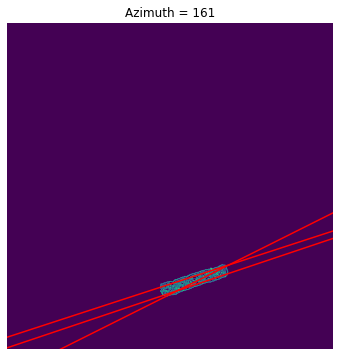 Azimuth = 161